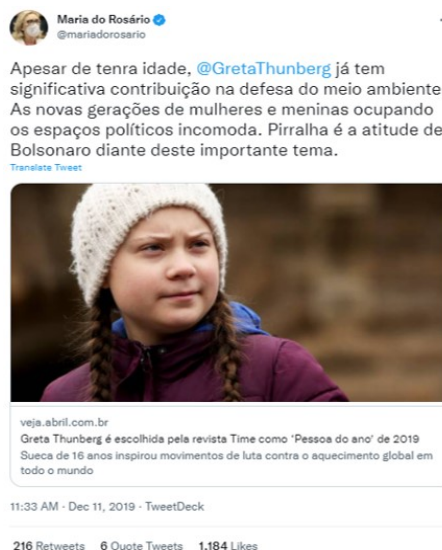 Maria do Rosário
@mariadorosario
Apesar de tenra idade, @GretaThunberg já tem
significativa contribuição na defesa do meio ambiente
As novas gerações de mulheres e meninas ocupando
os espaços políticos incomoda. Pirralha é a atitude de
Bolsonaro diante deste importante tema.
Translate Tweet
veja.abril.com.br
Greta Thunberg é escolhida pela revista Time como 'Pessoa do ano' de 2019
Sueca de 16 anos inspirou movimentos de luta contra o aquecimento global em
todo o mundo
11:33 AM · Dec 11, 2019 · TweetDeck
216 Retweets 6 Quote Tweets 1,184 Likes